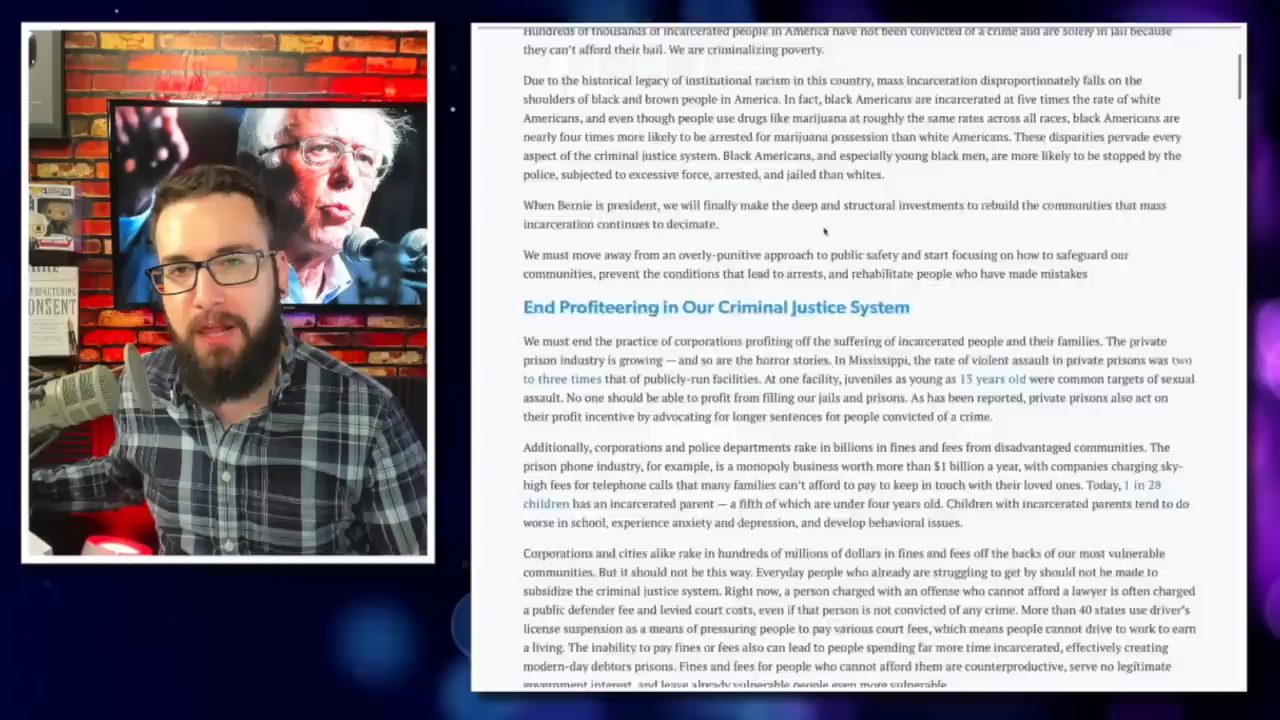 NUFACTURING
ONSENT
Hundreds of thousands of incarcerated people in America have not been convicted of a crime and are solely in jail because
they can't afford their bail. We are criminalizing poverty.
Due to the historical legacy of institutional racism in this country, mass incarceration disproportionately falls on the
shoulders of black and brown people in America. In fact, black Americans are incarcerated at five times the rate of white
Americans, and even though people use drugs like marijuana at roughly the same rates across all races, black Americans are
nearly four times more likely to be arrested for marijuana possession than white Americans. These disparities pervade every
aspect of the criminal justice system. Black Americans, and especially young black men, are more likely to be stopped by the
police, subjected to excessive force, arrested, and jailed than whites.
When Bernie is president, we will finally make the deep and structural investments to rebuild the communities that mass
incarceration continues to decimate.
We must move away from an overly-punitive approach to public safety and start focusing on how to safeguard our
communities, prevent the conditions that lead to arrests, and rehabilitate people who have made mistakes
End Profiteering in Our Criminal Justice System
We must end the practice of corporations profiting off the suffering of incarcerated people and their families. The private
prison industry is growing — and so are the horror stories. In Mississippi, the rate of violent assault in private prisons was two
to three times that of publicly-run facilities. At one facility, juveniles as young as 13 years old were common targets of sexual
assault. No one should be able to profit from filling our jails and prisons. As has been reported, private prisons also act on
their profit incentive by advocating for longer sentences for people convicted of a crime.
Additionally, corporations and police departments rake in billions in fines and fees from disadvantaged communities. The
prison phone industry, for example, is a monopoly business worth more than $1 billion a year, with companies charging sky-
high fees for telephone calls that many families can't afford to pay to keep in touch with their loved ones. Today, 1 in 28
children has an incarcerated parent — a fifth of which are under four years old. Children with incarcerated parents tend to do
worse in school, experience anxiety and depression, and develop behavioral issues.
Corporations and cities alike rake in hundreds of millions of dollars in fines and fees off the backs of our most vulnerable
communities. But it should not be this way. Everyday people who already are struggling to get by should not be made to
subsidize the criminal justice system. Right now, a person charged with an offense who cannot afford a lawyer is often charged
a public defender fee and levied court costs, even if that person is not convicted of any crime. More than 40 states use driver's
license suspension as a means of pressuring people to pay various court fees, which means people cannot drive to work to earn
a living. The inability to pay fines or fees also can lead to people spending far more time incarcerated, effectively creating
modern-day debtors prisons. Fines and fees for people who cannot afford them are counterproductive, serve no legitimate
government interest, and leave already vulnerable people even more vulnerable.